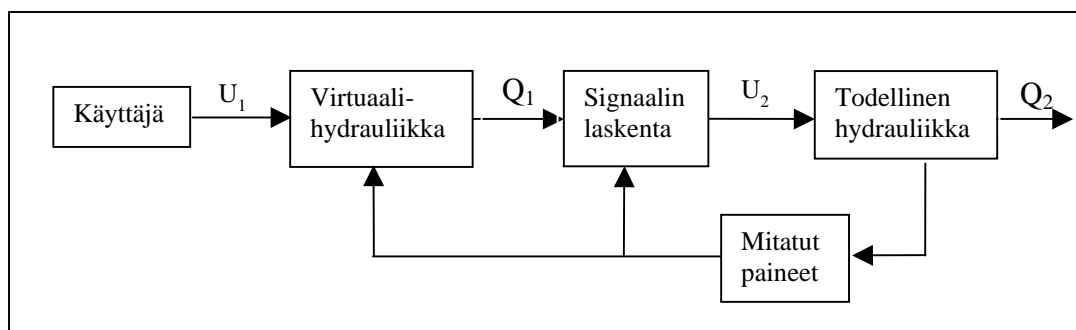 Käyttäjä
U₁
Virtuaali-
hydrauliikka
Q₁
Signaalin
laskenta
U₂
Todellinen
hydrauliikka
Q₂
Mitatut
paineet